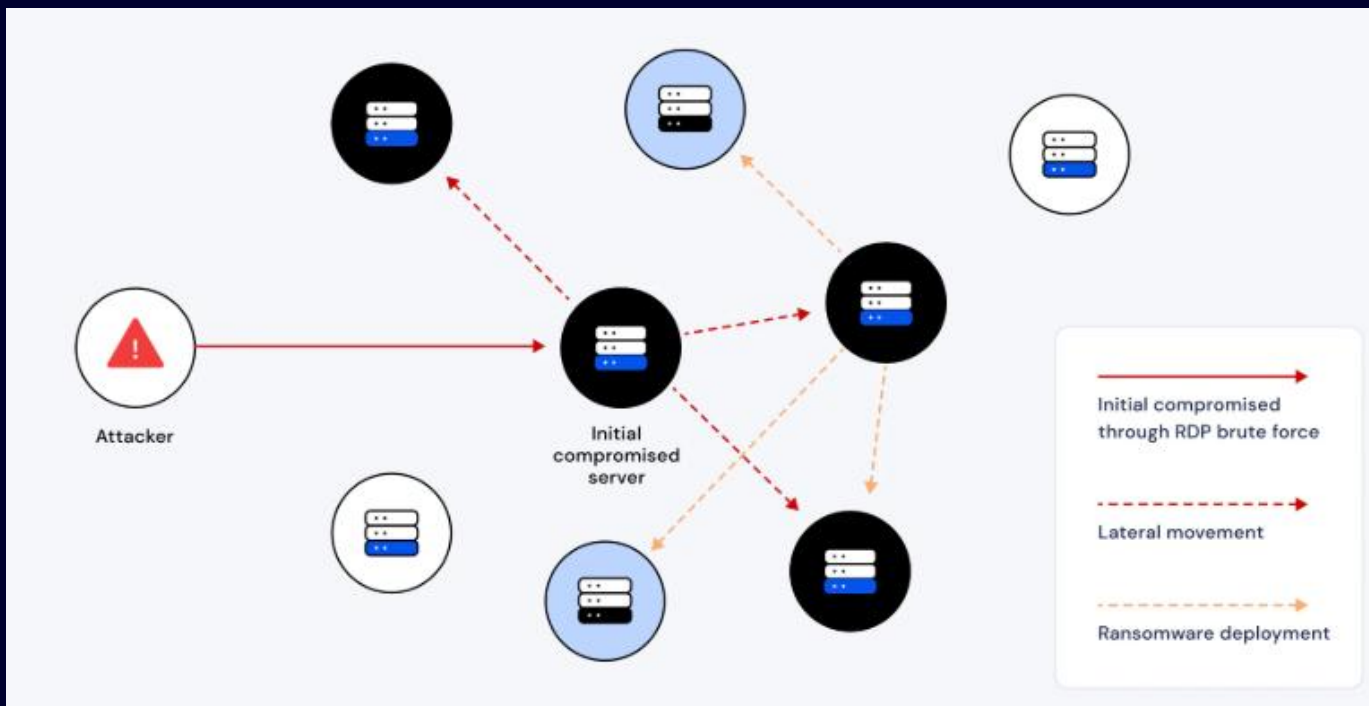 Attacker
Initial
compromised
server
Initial compromised
through RDP brute force
Lateral movement
Ransomware deployment